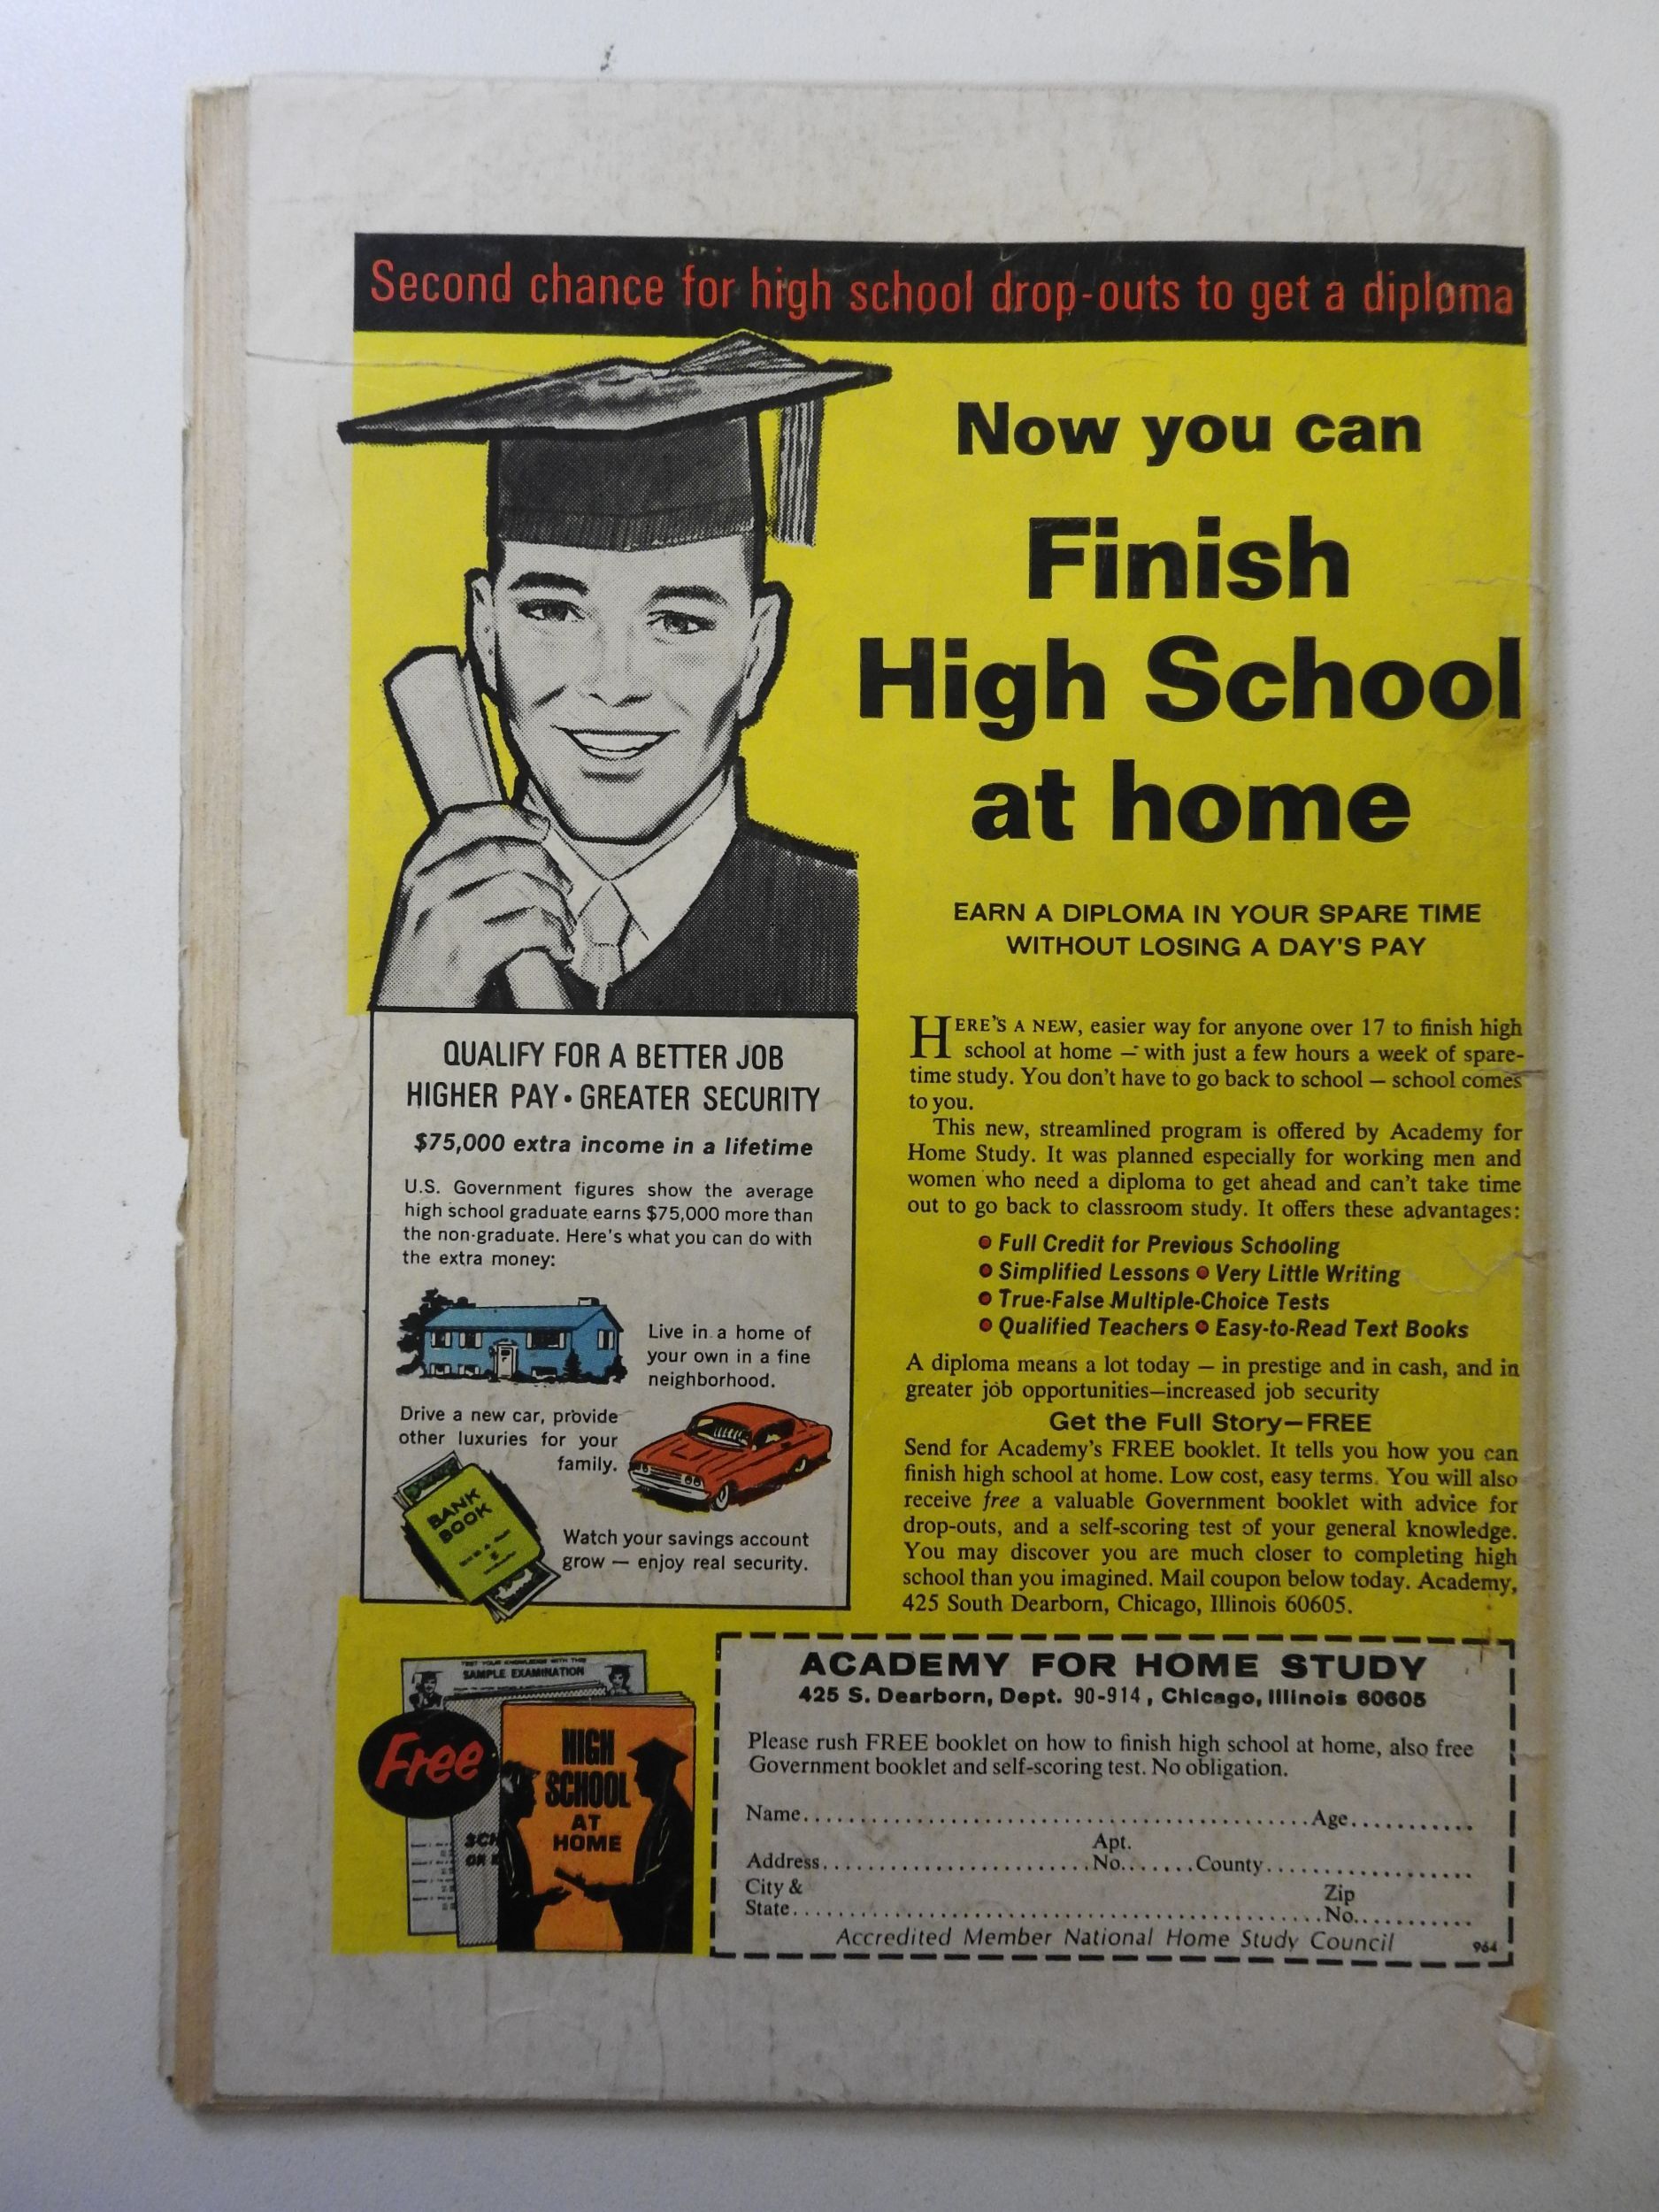 Second chance for high school drop-outs to get a diploma
Now you can
Finish
High School
at home
EARN A DIPLOMA IN YOUR SPARE TIME
WITHOUT LOSING A DAY'S PAY
HERE'S A NEW, easier way for anyone over 17 to finish high
school at home — with just a few hours a week of spare-
time study. You don't have to go back to school — school comes
to you.
This new, streamlined program is offered by Academy for
Home Study. It was planned especially for working men and
women who need a diploma to get ahead and can't take time
out to go back to classroom study. It offers these advantages:
• Full Credit for Previous Schooling
• Simplified Lessons • Very Little Writing
• True-False Multiple-Choice Tests
• Qualified Teachers • Easy-to-Read Text Books
A diploma means a lot today — in prestige and in cash, and in
greater job opportunities—increased job security
Get the Full Story—FREE
Send for Academy's FREE booklet. It tells you how you can
finish high school at home. Low cost, easy terms. You will also
receive free a valuable Government booklet with advice for
drop-outs, and a self-scoring test of your general knowledge.
You may discover you are much closer to completing high
school than you imagined. Mail coupon below today. Academy,
425 South Dearborn, Chicago, Illinois 60605.
QUALIFY FOR A BETTER JOB
HIGHER PAY • GREATER SECURITY
$75,000 extra income in a lifetime
U.S. Government figures show the average
high school graduate earns $75,000 more than
the non-graduate. Here's what you can do with
the extra money:
Live in a home of
your own in a fine
neighborhood.
Drive a new car, provide
other luxuries for your
family.
BANK
BOOK
Watch your savings account
grow — enjoy real security.
TEST YOUR KNOWLEDGE WITH THIS
SAMPLE EXAMINATION
Free
HIGH
SCHOOL
AT
HOME
ACADEMY FOR HOME STUDY
425 S. Dearborn, Dept. 90-914, Chicago, Illinois 60605
Please rush FREE booklet on how to finish high school at home, also free
Government booklet and self-scoring test. No obligation.
Name............................................Age...........
Apt.
Address.........................No.......County.................
City &
State................................................Zip
No...........
Accredited Member National Home Study Council
964